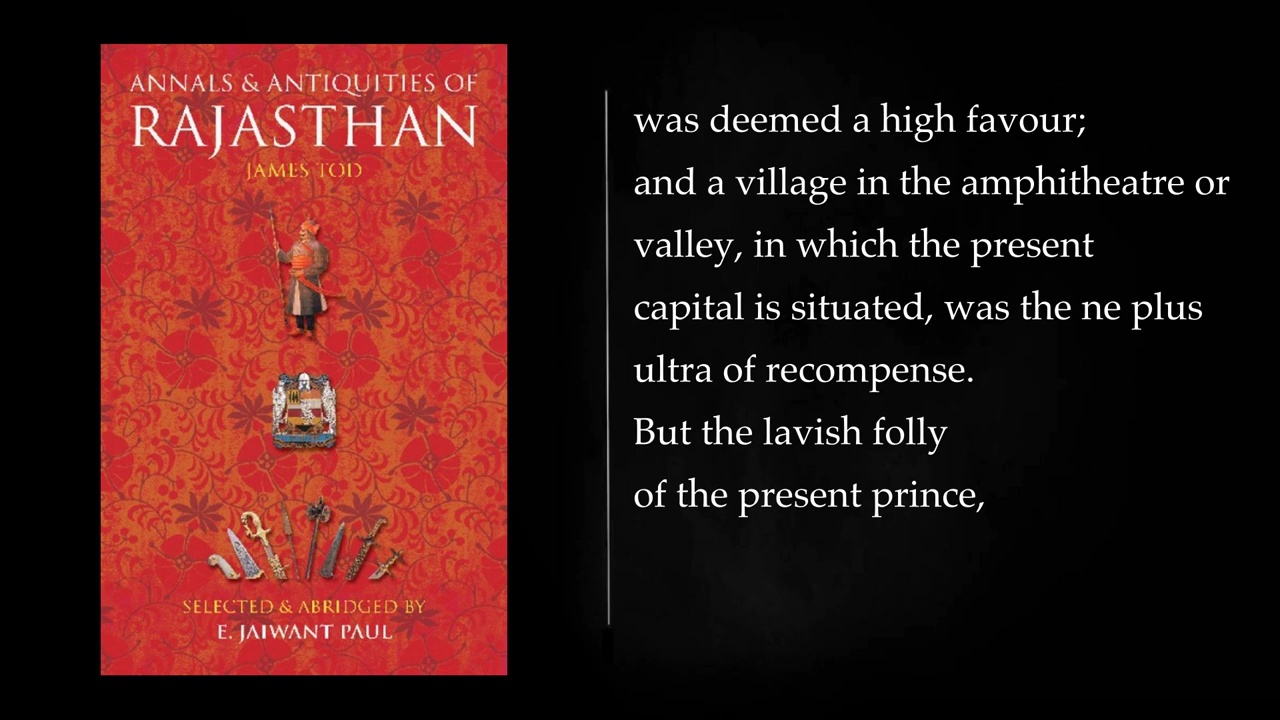 ANNALS & ANTIQUITIES OF
RAJASTHAN
JAMES TOD
SELECTED & ABRIDGED BY
E. JAIWANT PAUL
was deemed a high favour;
and a village in the amphitheatre or
valley, in which the present
capital is situated, was the ne plus
ultra of recompense.
But the lavish folly
of the present prince,